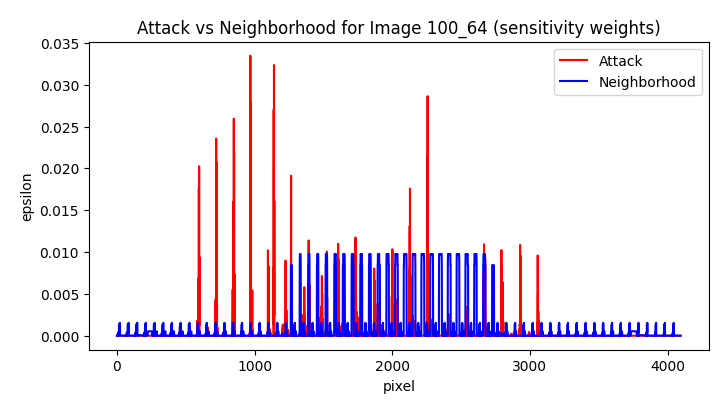 Attack vs Neighborhood for Image 100_64 (sensitivity weights)
Attack
Neighborhood
epsilon
0.035
0.030
0.025
0.020
0.015
0.010
0.005
0.000
0
1000
2000
3000
4000
pixel